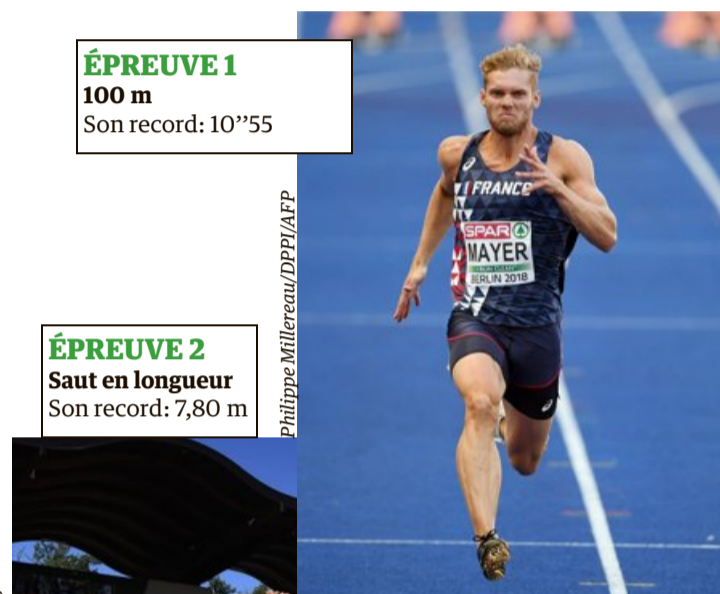 ÉPREUVE 1
100 m
Son record: 10’’55
FRANCE
SPAR
MAYER
BERLIN 2018
Philippe Millereau/DPPI/AFP
ÉPREUVE 2
Saut en longueur
Son record: 7,80 m